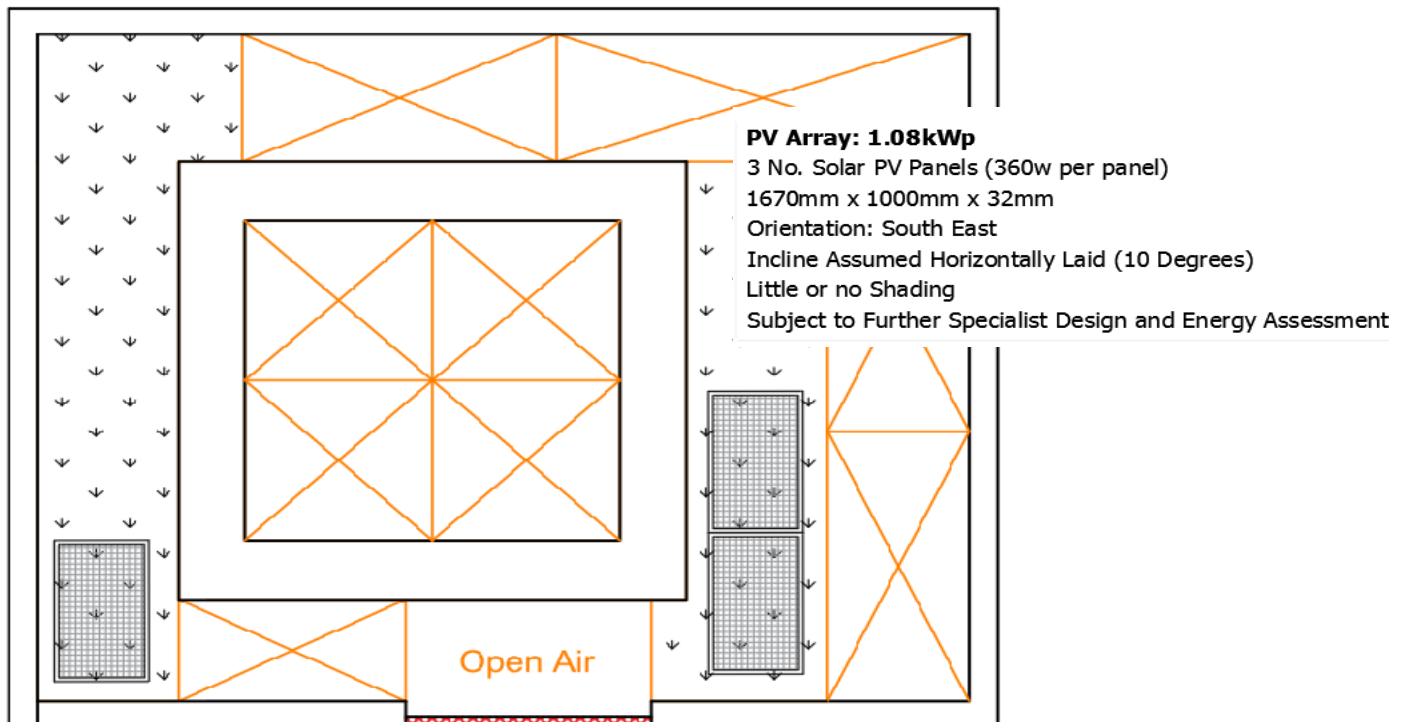 PV Array: 1.08kWp
3 No. Solar PV Panels (360w per panel)
1670mm x 1000mm x 32mm
Orientation: South East
Incline Assumed Horizontally Laid (10 Degrees)
Little or no Shading
Subject to Further Specialist Design and Energy Assessment
Open Air